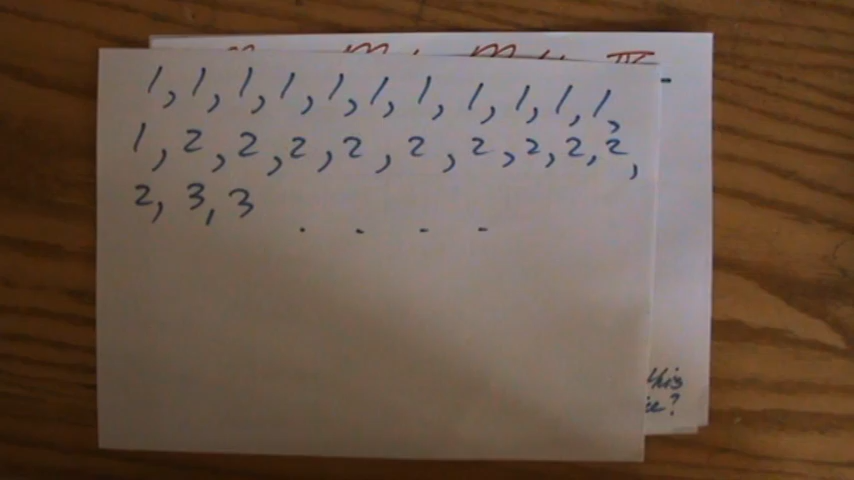 1, 1, 1, 1, 1, 1, 1, 1, 1, 1, 1,
1, 2, 2, 2, 2, 2, 2, 2, 2, 2,
2, 3, 3 . . . .
this